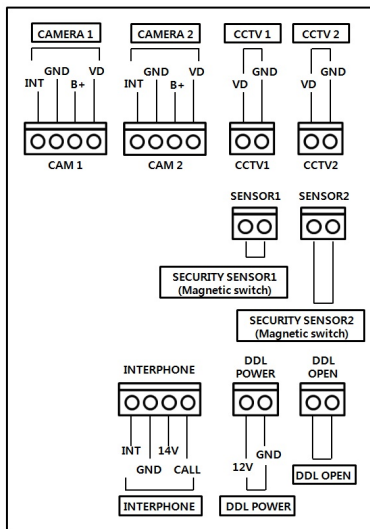 CAMERA 1 CAMERA 2 CCTV 1 CCTV 2
GND VD GND VD GND GND
INT B+ INT B+ VD VD
CAM 1 CAM 2 CCTV1 CCTV2
SENSOR1 SENSOR2
SECURITY SENSOR1
(Magnetic switch)
SECURITY SENSOR2
(Magnetic switch)
INTERPHONE
DDL
POWER
DDL
OPEN
INT 14V
GND CALL
GND
12V
DDL OPEN
INTERPHONE DDL POWER